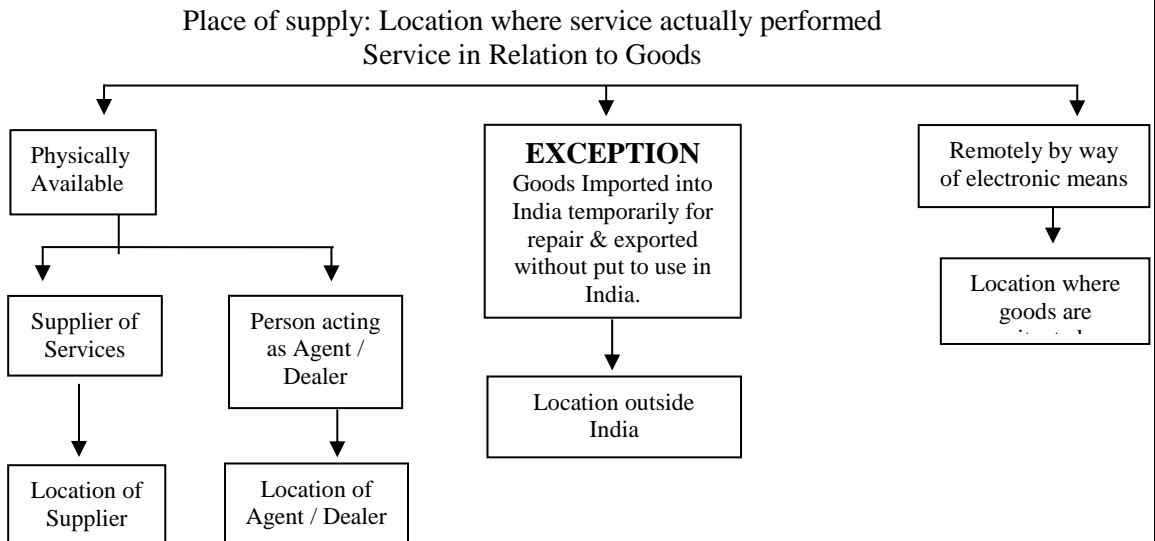 Place of supply: Location where service actually performed
Service in Relation to Goods
Physically
Available
EXCEPTION
Goods Imported into
India temporarily for
repair & exported
without put to use in
India.
Remotely by way
of electronic means
Supplier of
Services
Person acting
as Agent /
Dealer
Location where
goods are
Location outside
India
Location of
Supplier
Location of
Agent / Dealer